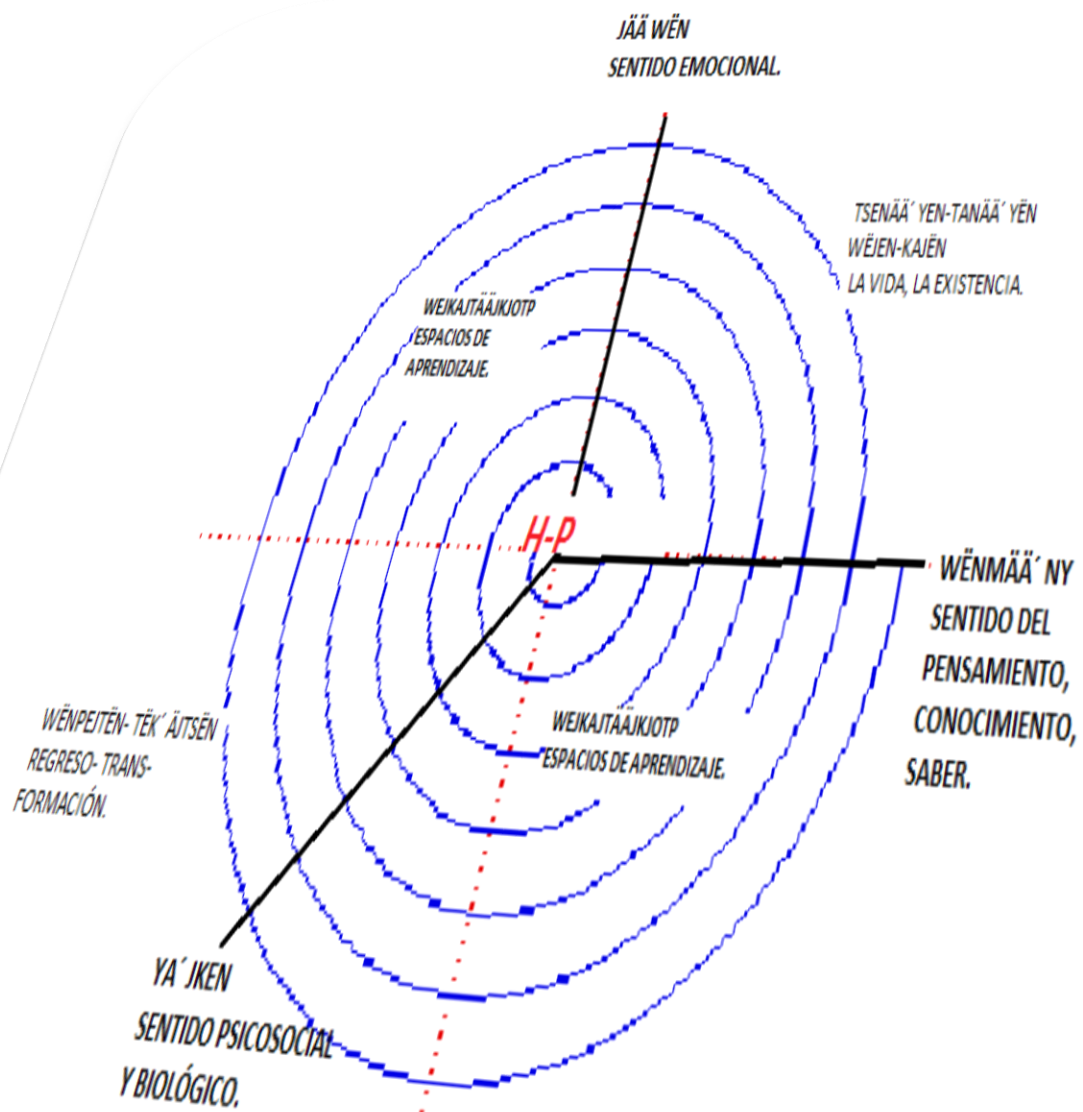 JÄÄ WËN
SENTIDO EMOCIONAL.
TSENÄÄ´ YEN-TANÄÄ´ YËN
WËJEN-KAJËN
LA VIDA, LA EXISTENCIA.
WEJKAJTÄÄJKJOTP
ESPACIOS DE
APRENDIZAJE.
H-P
WËNMÄÄ´ NY
SENTIDO DEL
PENSAMIENTO,
CONOCIMIENTO,
SABER.
WEJKAJTÄÄJKJOTP
ESPACIOS DE APRENDIZAJE.
WËNPEJTËN- TËK´ ÄJTSËN
REGRESO- TRANS-
FORMACIÓN.
YA´ JKEN
SENTIDO PSICOSOCIAL
Y BIOLÓGICO.